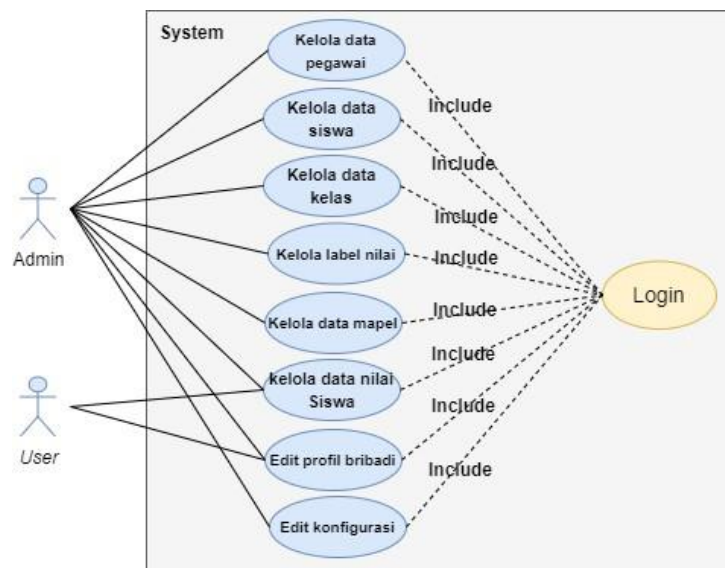 System
Kelola data
pegawai
Include
Kelola data
siswa
Include
Kelola data
kelas
Include
Admin
Kelola label nilai
Include
Login
Kelola data mapel
Include
kelola data nilai
Siswa
Include
User
Edit profil bribadi
Include
Edit konfigurasi
Include